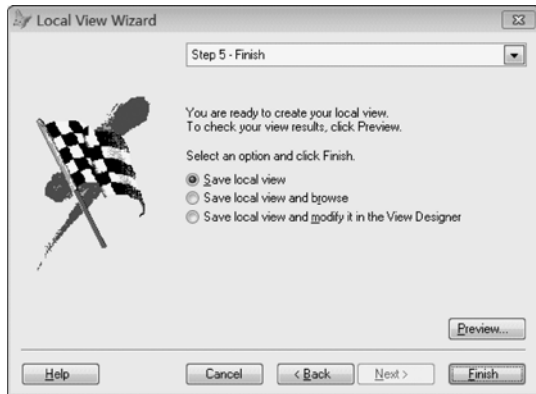 Local View Wizard
Step 5 - Finish
You are ready to create your local view.
To check your view results, click Preview.
Select an option and click Finish.
Save local view
Save local view and browse
Save local view and modify it in the View Designer
Preview...
Help
Cancel
< Back
Next >
Finish